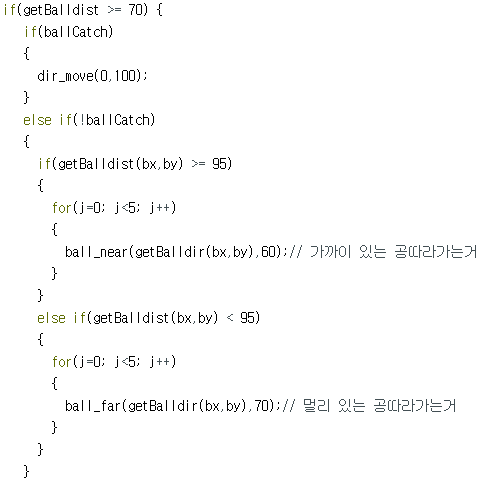 if(getBalldist >= 70) {
if(ballCatch)
{
dir_move(0,100);
}
else if(!ballCatch)
{
if(getBalldist(bx,by) >= 95)
{
for(j=0; j<5; j++)
{
ball_near(getBalldir(bx,by),60);// 가까이 있는 공따라가는거
}
}
else if(getBalldist(bx,by) < 95)
{
for(j=0; j<5; j++)
{
ball_far(getBalldir(bx,by),70);// 멀리 있는 공따라가는거
}
}
}